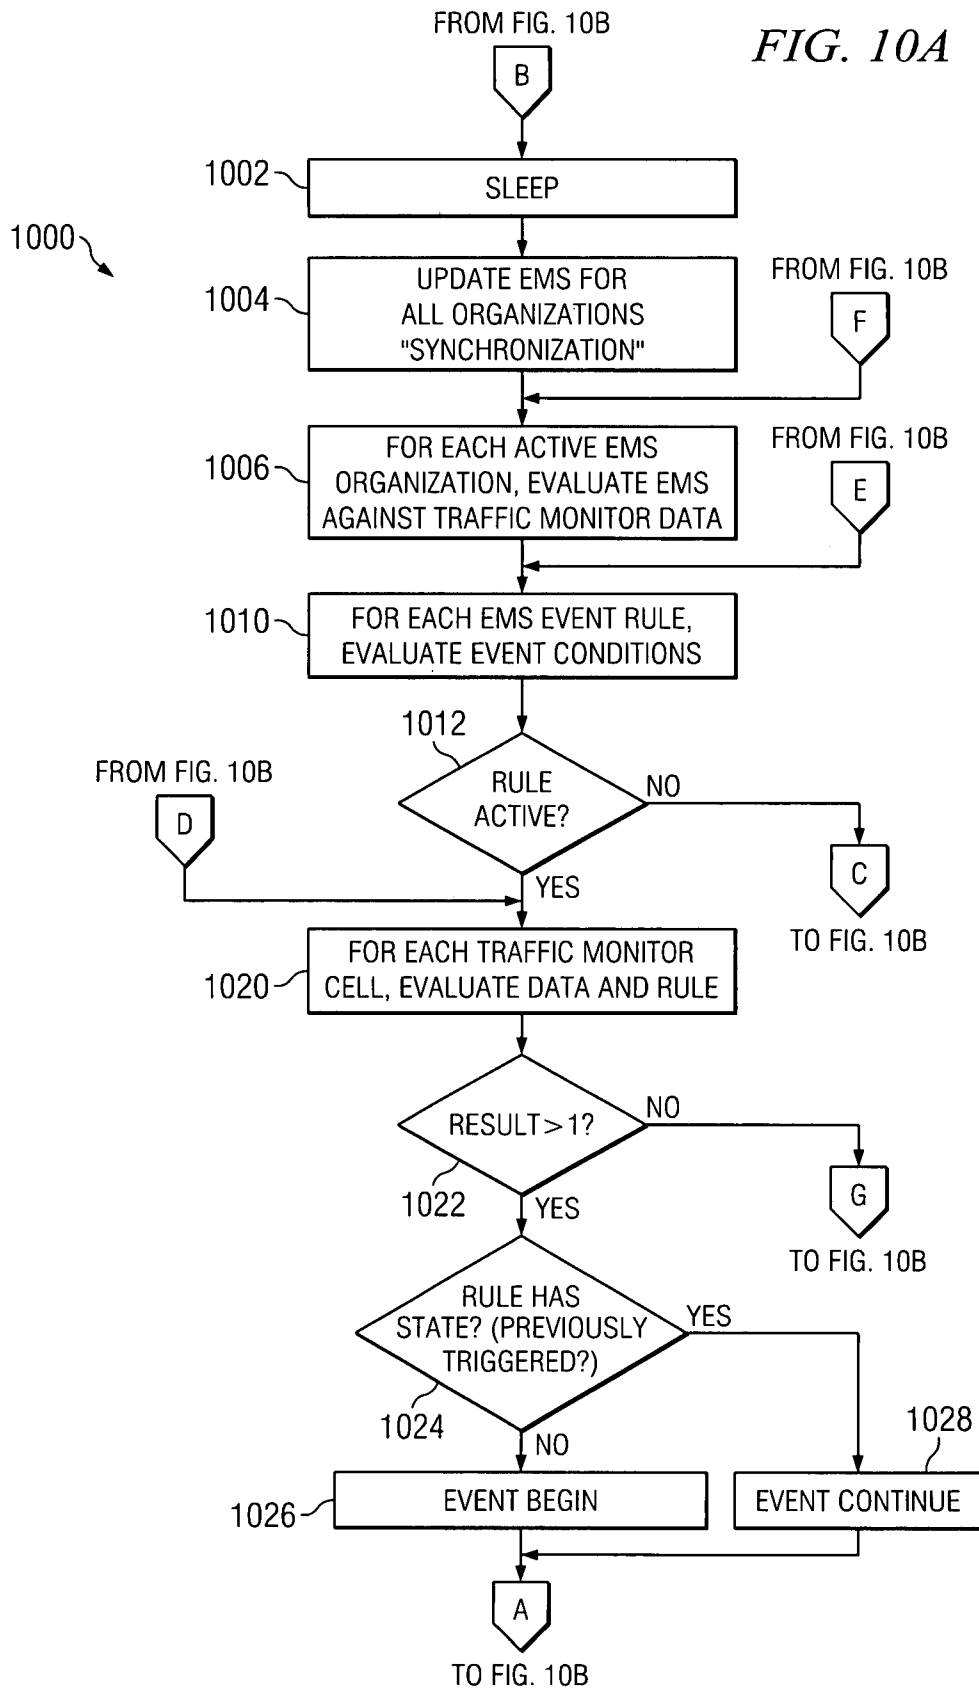 FROM FIG. 10B
FIG. 10A
B
1002
SLEEP
1000
1004
UPDATE EMS FOR
ALL ORGANIZATIONS
"SYNCHRONIZATION"
FROM FIG. 10B
F
1006
FOR EACH ACTIVE EMS
ORGANIZATION, EVALUATE EMS
AGAINST TRAFFIC MONITOR DATA
FROM FIG. 10B
E
1010
FOR EACH EMS EVENT RULE,
EVALUATE EVENT CONDITIONS
1012
RULE
ACTIVE?
NO
C
TO FIG. 10B
FROM FIG. 10B
D
YES
1020
FOR EACH TRAFFIC MONITOR
CELL, EVALUATE DATA AND RULE
RESULT>1?
1022
NO
G
TO FIG. 10B
YES
RULE HAS
STATE? (PREVIOUSLY
TRIGGERED?)
1024
YES
NO
1028
1026
EVENT BEGIN
EVENT CONTINUE
A
TO FIG. 10B